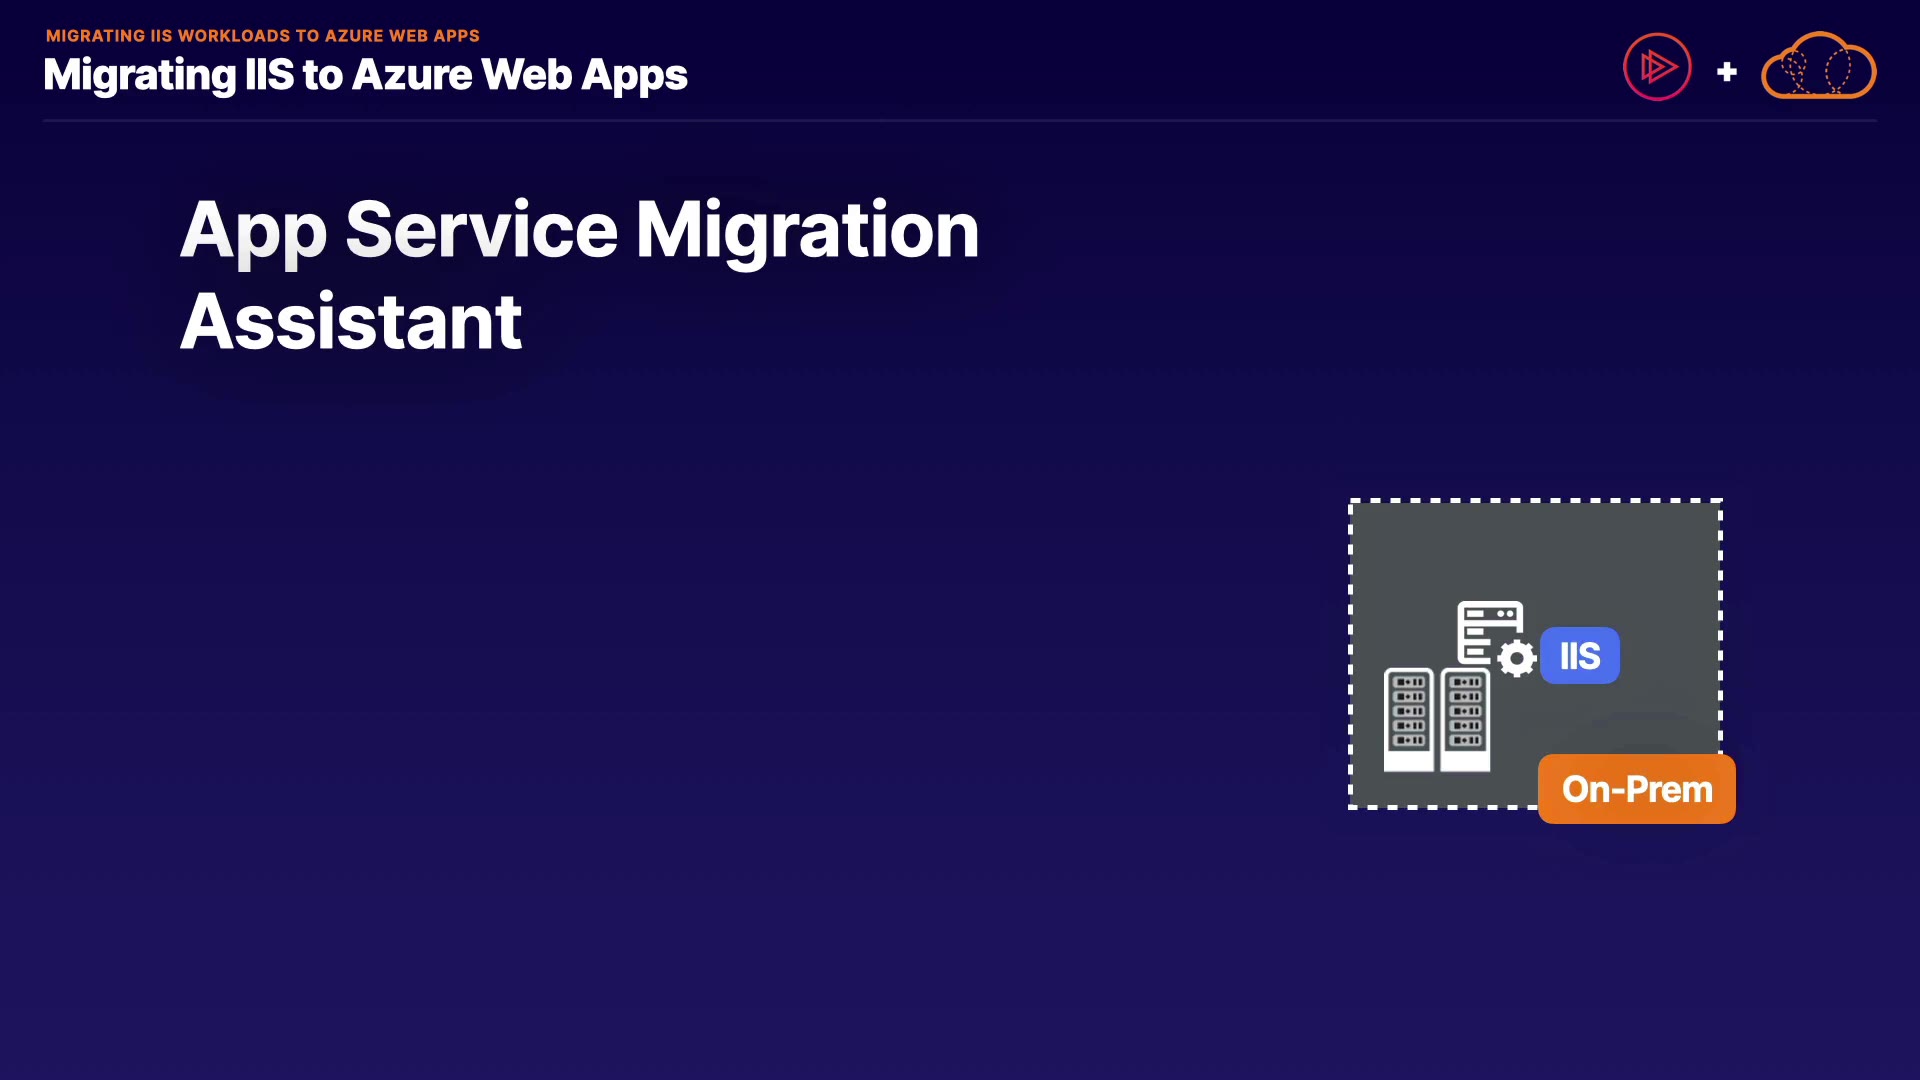 MIGRATING IIS WORKLOADS TO AZURE WEB APPS
Migrating IIS to Azure Web Apps
App Service Migration
Assistant
IIS
On-Prem